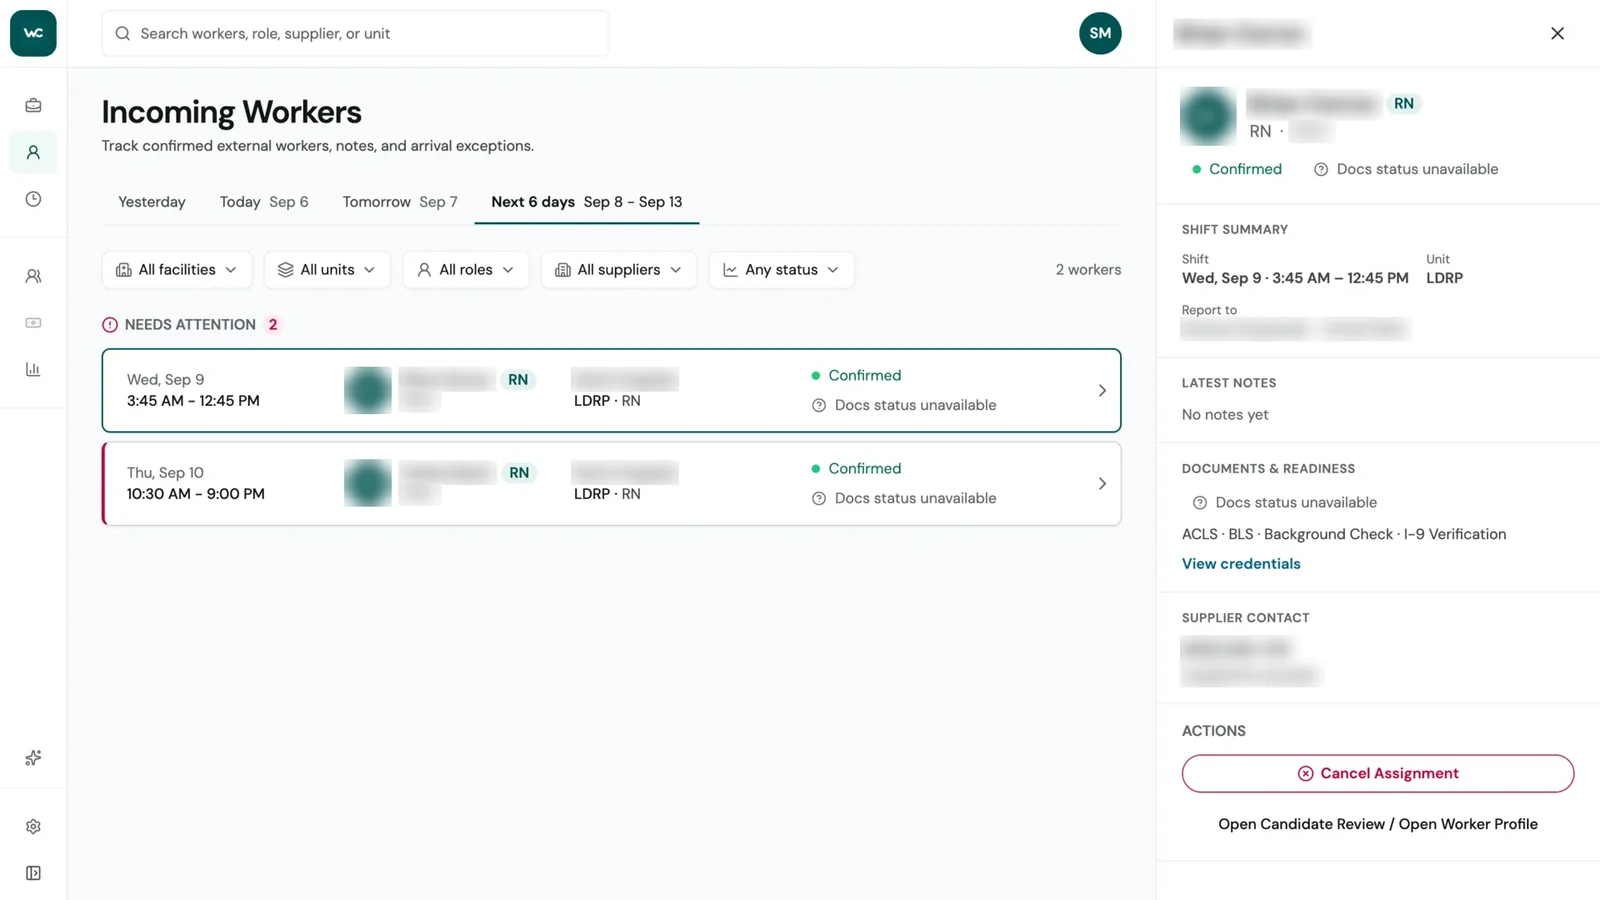 WC
Search workers, role, supplier, or unit
SM
Incoming Workers
Track confirmed external workers, notes, and arrival exceptions.
Yesterday
Today Sep 6
Tomorrow Sep 7
Next 6 days Sep 8 - Sep 13
All facilities
All units
All roles
All suppliers
Any status
2 workers
NEEDS ATTENTION 2
Wed, Sep 9
3:45 AM - 12:45 PM
RN
LDRP · RN
Confirmed
Docs status unavailable
Thu, Sep 10
10:30 AM - 9:00 PM
RN
LDRP · RN
Confirmed
Docs status unavailable
RN
RN ·
Confirmed
Docs status unavailable
SHIFT SUMMARY
Shift
Wed, Sep 9 · 3:45 AM – 12:45 PM
Unit
LDRP
Report to
LATEST NOTES
No notes yet
DOCUMENTS & READINESS
Docs status unavailable
ACLS · BLS · Background Check · I-9 Verification
View credentials
SUPPLIER CONTACT
ACTIONS
Cancel Assignment
Open Candidate Review / Open Worker Profile